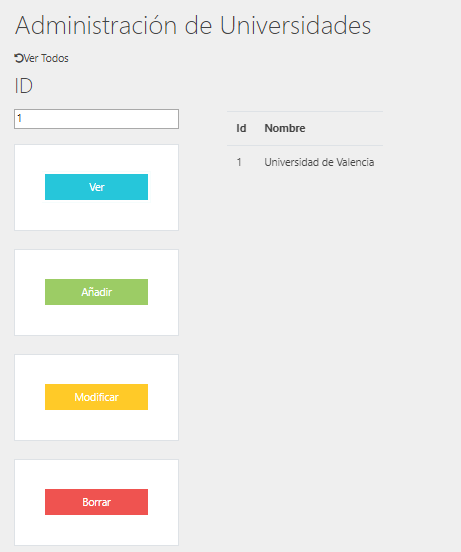 Administración de Universidades
Ver Todos
ID
1
Id Nombre
1 Universidad de Valencia
Ver
Añadir
Modificar
Borrar